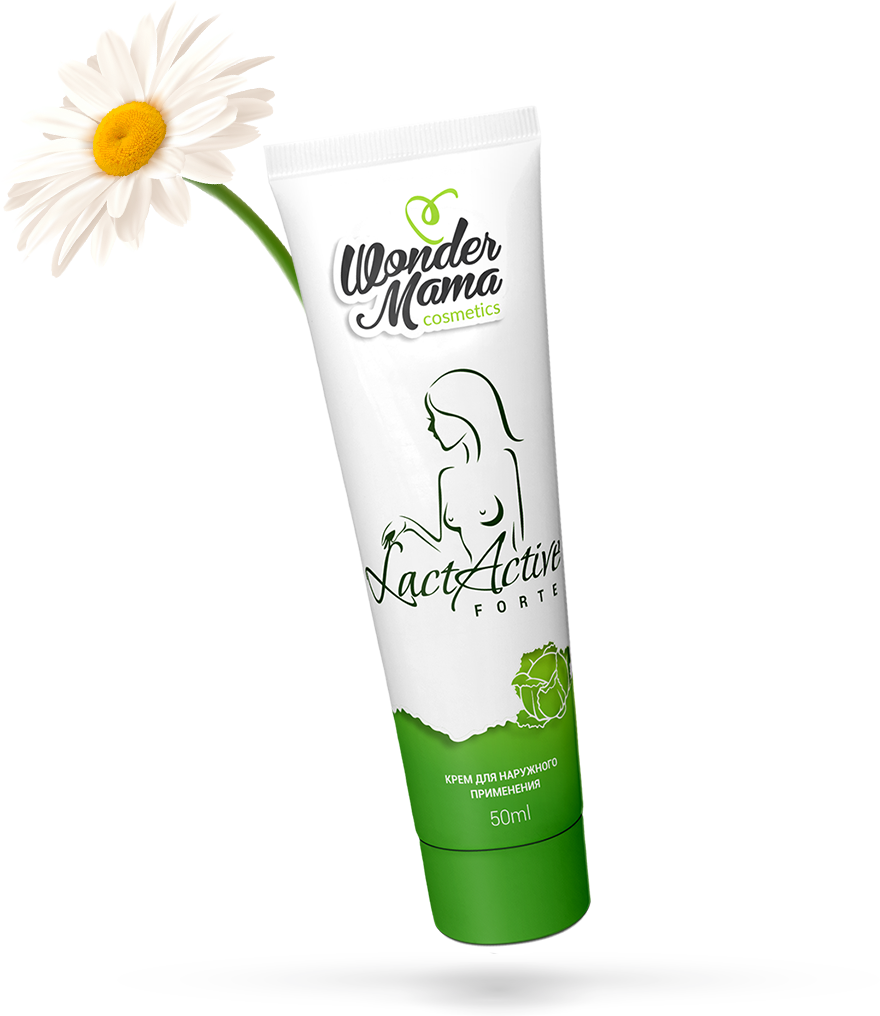 Wonder
Mama
cosmetics
LactActive
FORTE
КРЕМ ДЛЯ НАРУЖНОГО
ПРИМЕНЕНИЯ
50ml